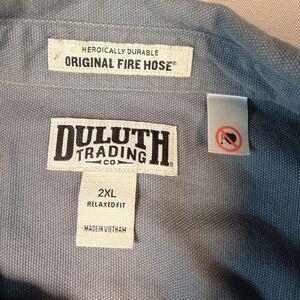 HEROICALLY DURABLE
ORIGINAL FIRE HOSE®
DULUTH
TRADING
CO
®
2XL
RELAXED FIT
MADE IN VIETNAM